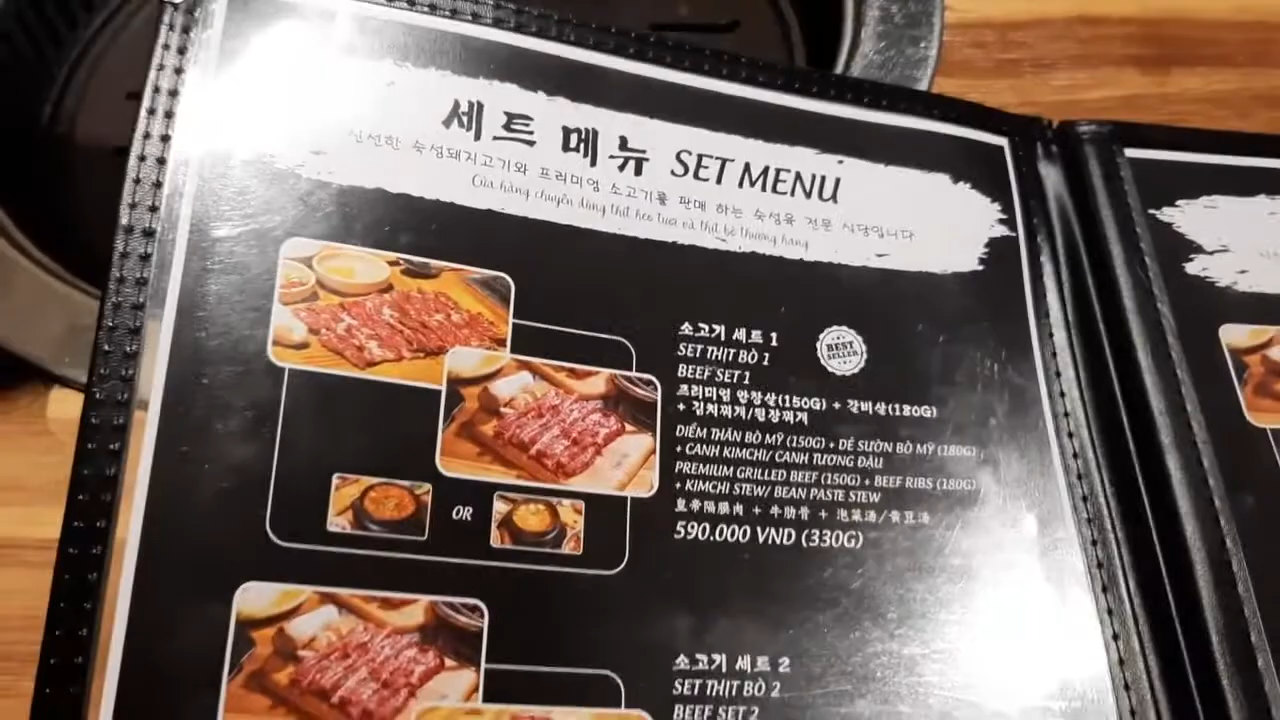 세트 메뉴 SET MENU
신선한 숙성돼지고기와 프리미엄 소고기를 판매 하는 숙성육 전문 식당입니다
Cửa hàng chuyên dùng thịt heo tươi và thịt bò thượng hạng
소고기 세트 1
SET THỊT BÒ 1
BEEF SET 1
BEST SELLER
프리미엄 안창살(150G) + 갈비살(180G)
+ 김치찌개/된장찌개
DIỀM THĂN BÒ MỸ (150G) + DẺ SƯỜN BÒ MỸ (180G)
+ CANH KIMCHI/ CANH TƯƠNG ĐẬU
PREMIUM GRILLED BEEF (150G) + BEEF RIBS (180G)
+ KIMCHI STEW/ BEAN PASTE STEW
皇帝隔膜肉 + 牛肋骨 + 泡菜汤/黄豆汤
590.000 VND (330G)
OR
소고기 세트 2
SET THỊT BÒ 2
BEEF SET 2